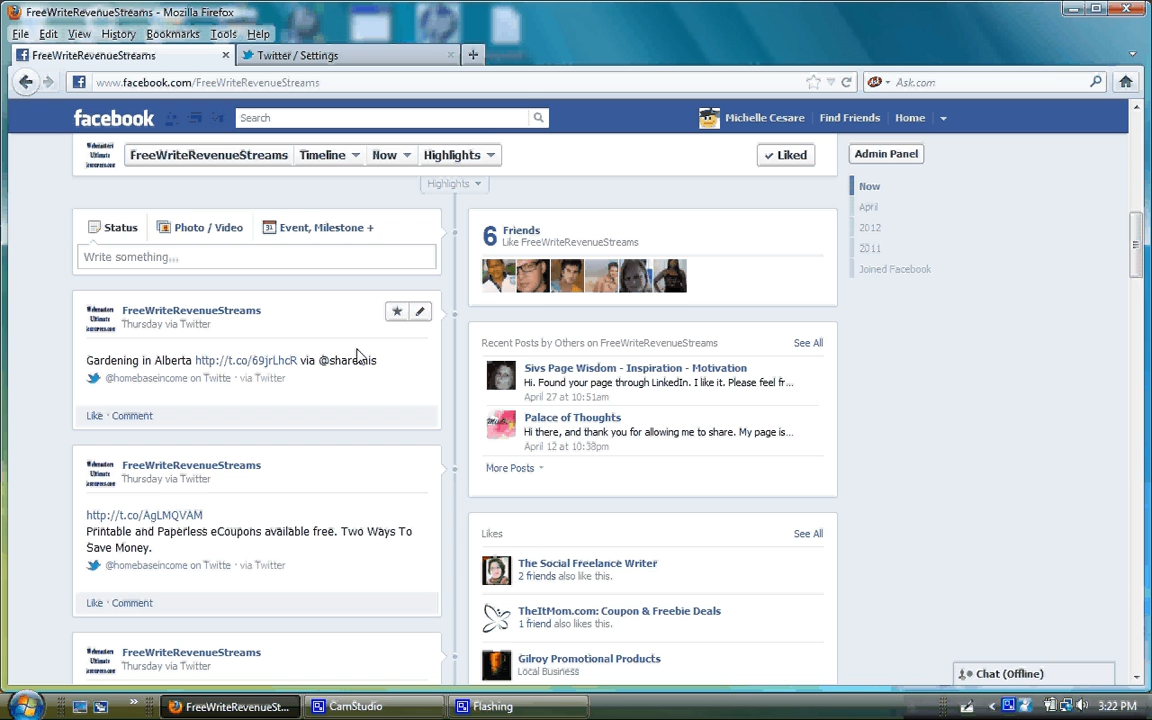 FreeWriteRevenueStreams - Mozilla Firefox
File Edit View History Bookmarks Tools Help
FreeWriteRevenueStreams
Twitter / Settings
www.facebook.com/FreeWriteRevenueStreams
Ask.com
facebook
Search
Michelle Cesare Find Friends Home
FreeWriteRevenueStreams Timeline Now Highlights
Liked
Admin Panel
Highlights
Now
April
2012
2011
Joined Facebook
Status Photo / Video 31 Event, Milestone +
Write something...
FreeWriteRevenueStreams
Thursday via Twitter
Gardening in Alberta http://t.co/69jrLhcR via @sharethis
@homebaseincome on Twitte · via Twitter
Like · Comment
FreeWriteRevenueStreams
Thursday via Twitter
http://t.co/AgLMQVAM
Printable and Paperless eCoupons available free. Two Ways To
Save Money.
@homebaseincome on Twitte · via Twitter
Like · Comment
FreeWriteRevenueStreams
Thursday via Twitter
6 Friends
Like FreeWriteRevenueStreams
Recent Posts by Others on FreeWriteRevenueStreams See All
Sivs Page Wisdom - Inspiration - Motivation
Hi. Found your page through LinkedIn. I like it. Please feel fr...
April 27 at 10:51am
Palace of Thoughts
Hi there, and thank you for allowing me to share. My page is...
April 12 at 10:38pm
More Posts
Likes See All
The Social Freelance Writer
2 friends also like this.
TheItMom.com: Coupon & Freebie Deals
1 friend also likes this.
Gilroy Promotional Products
Local Business
Chat (Offline)
FreeWriteRevenueSt...
CamStudio
Flashing
3:22 PM